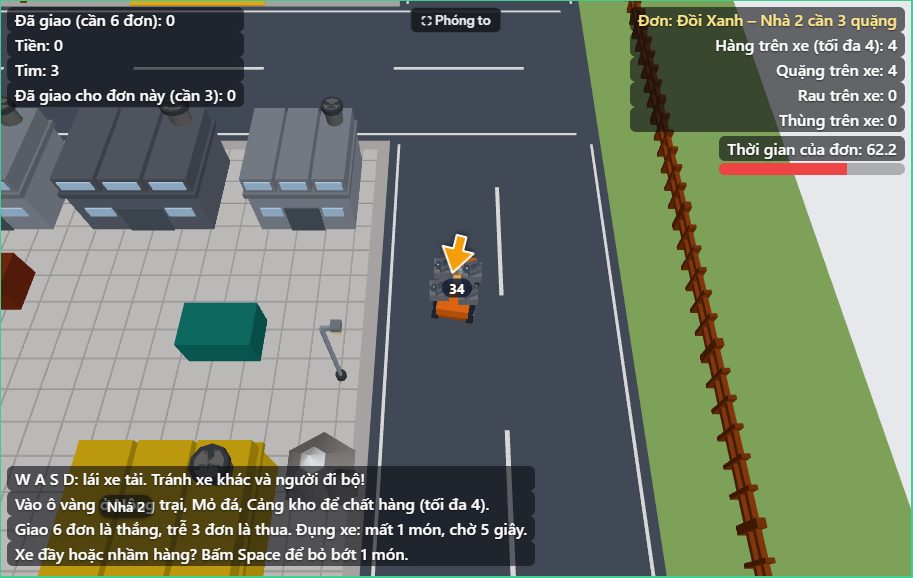 Đã giao (cần 6 đơn): 0
Tiền: 0
Tim: 3
Đã giao cho đơn này (cần 3): 0
Phóng to
Đơn: Đồi Xanh – Nhà 2 cần 3 quặng
Hàng trên xe (tối đa 4): 4
Quặng trên xe: 4
Rau trên xe: 0
Thùng trên xe: 0
Thời gian của đơn: 62.2
34
W A S D: lái xe tải. Tránh xe khác và người đi bộ!
Vào ô vàng ở Nông trại, Mỏ đá, Cảng kho để chất hàng (tối đa 4).
Nhà 2
Giao 6 đơn là thắng, trễ 3 đơn là thua. Đụng xe: mất 1 món, chờ 5 giây.
Xe đầy hoặc nhầm hàng? Bấm Space để bỏ bớt 1 món.